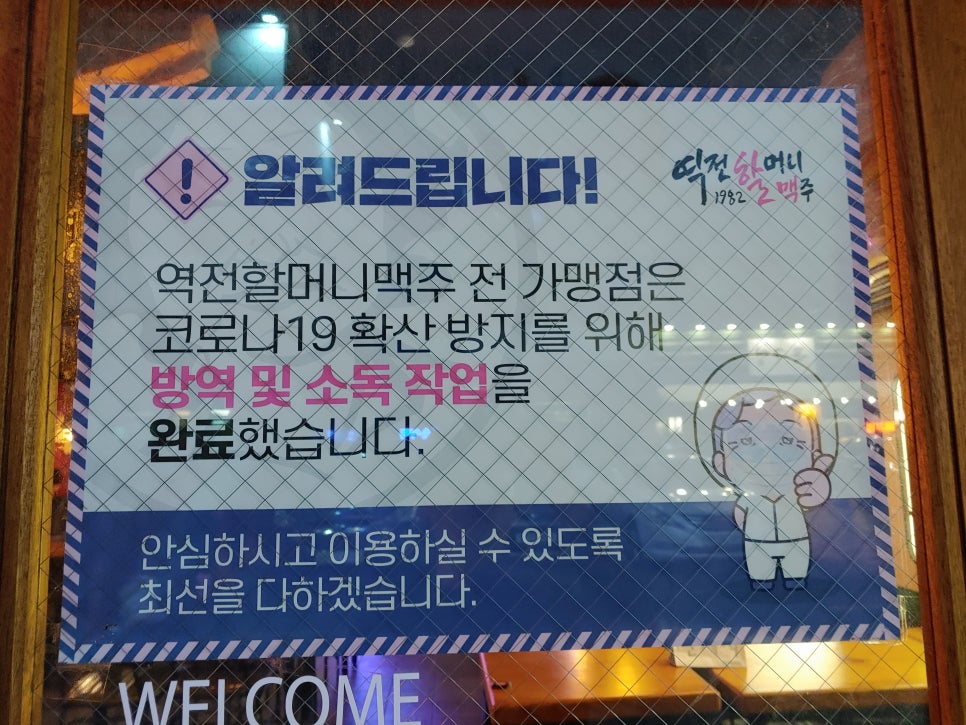 ! 알려드립니다!
역전할머니맥주
1982
역전할머니맥주 전 가맹점은
코로나19 확산 방지를 위해
방역 및 소독 작업을
완료했습니다.
안심하시고 이용하실 수 있도록
최선을 다하겠습니다.
WELCOME